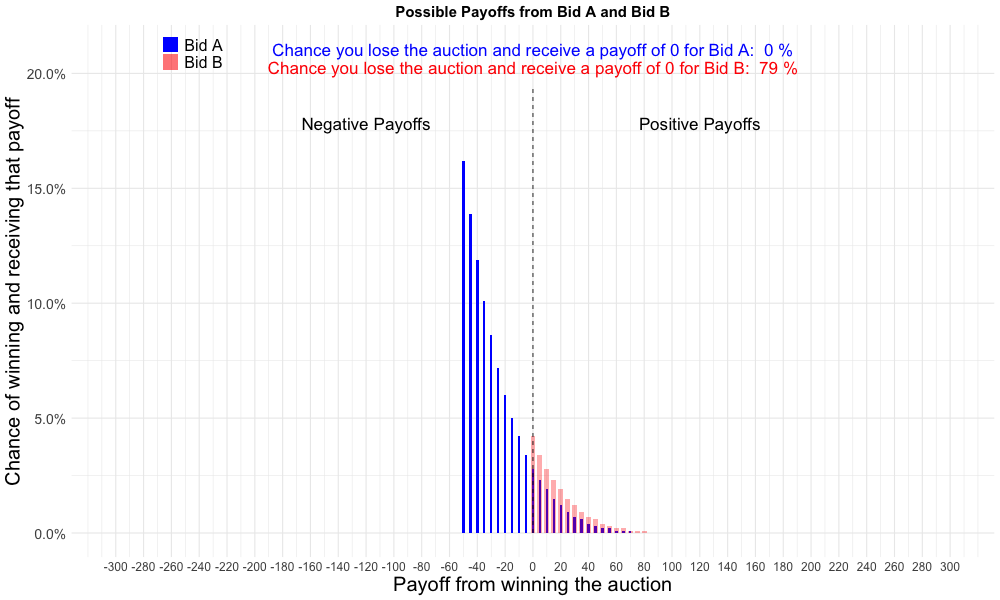 Possible Payoffs from Bid A and Bid B
Bid A
Bid B
Chance you lose the auction and receive a payoff of 0 for Bid A:  0 %
Chance you lose the auction and receive a payoff of 0 for Bid B:  79 %
Negative Payoffs
Positive Payoffs
Chance of winning and receiving that payoff
20.0%
15.0%
10.0%
5.0%
0.0%
-300 -280 -260 -240 -220 -200 -180 -160 -140 -120 -100 -80 -60 -40 -20 0 20 40 60 80 100 120 140 160 180 200 220 240 260 280 300
Payoff from winning the auction